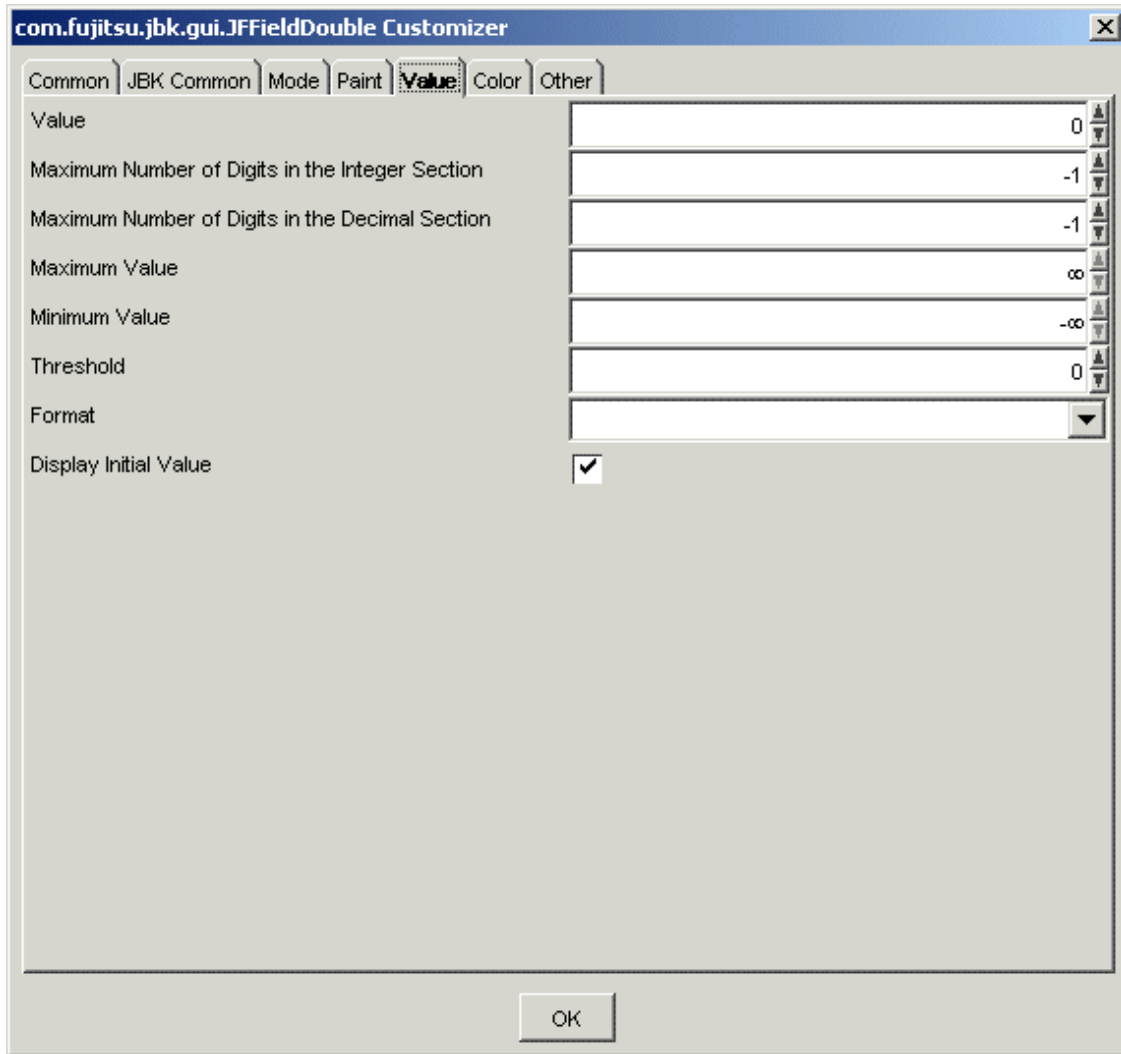 com.fujitsu.jbk.gui.JFFieldDouble Customizer
Common JBK Common Mode Paint Value Color Other
Value 0
Maximum Number of Digits in the Integer Section -1
Maximum Number of Digits in the Decimal Section -1
Maximum Value ∞
Minimum Value -∞
Threshold 0
Format
Display Initial Value
OK